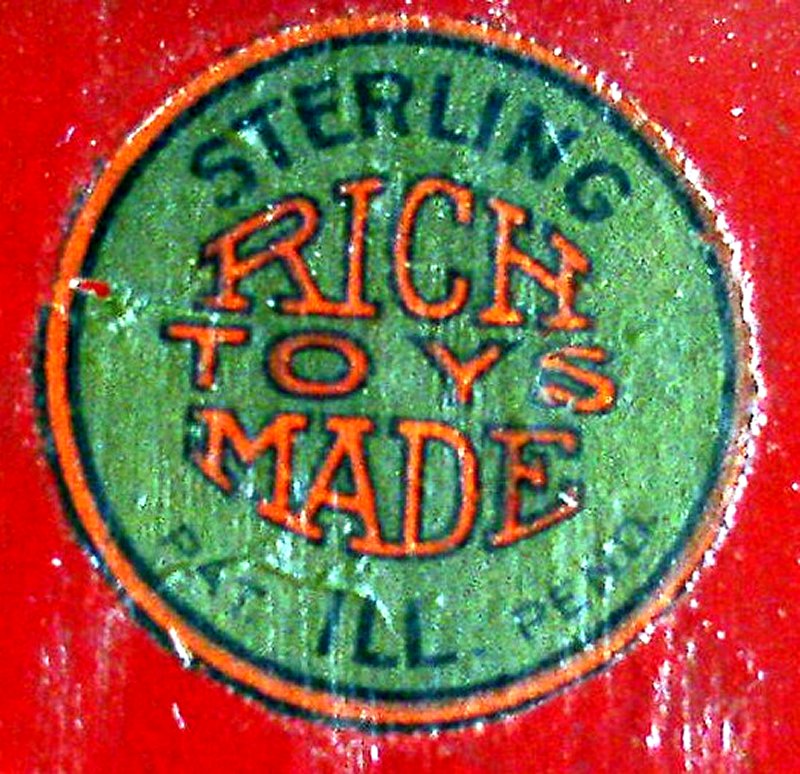 STERLING
RICH
TOYS
MADE
PAT. ILL. PEND.